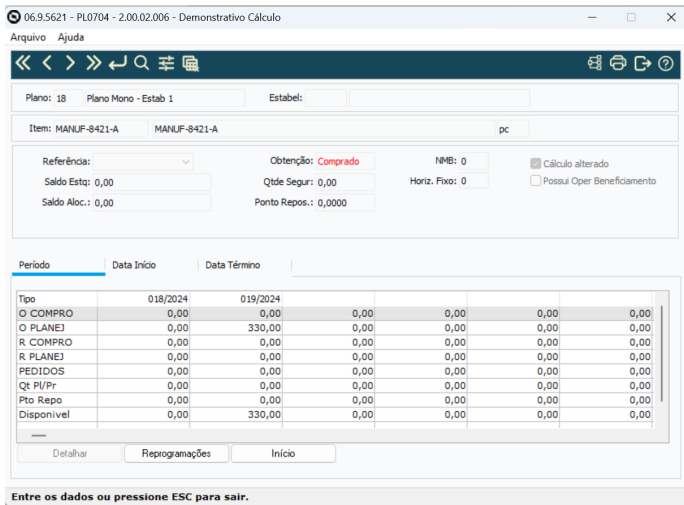 06.9.5621 - PL0704 - 2.00.02.006 - Demonstrativo Cálculo
Arquivo Ajuda
Plano: 18 Plano Mono - Estab 1 Estabel:
Item: MANUF-8421-A MANUF-8421-A pc
Referência: Obtenção: Comprado NMB: 0 Cálculo alterado
Saldo Estq: 0,00 Qtde Segur: 0,00 Horiz. Fixo: 0 Possui Oper Beneficiamento
Saldo Aloc.: 0,00 Ponto Repos.: 0,0000
Período Data Início Data Término
Tipo 018/2024 019/2024
O COMPRO 0,00 0,00 0,00 0,00 0,00 0,00
O PLANEJ 0,00 330,00 0,00 0,00 0,00 0,00
R COMPRO 0,00 0,00 0,00 0,00 0,00 0,00
R PLANEJ 0,00 0,00 0,00 0,00 0,00 0,00
PEDIDOS 0,00 0,00 0,00 0,00 0,00 0,00
Qt Pl/Pr 0,00 0,00 0,00 0,00 0,00 0,00
Pto Repo 0,00 0,00 0,00 0,00 0,00 0,00
Disponivel 0,00 330,00 0,00 0,00 0,00 0,00
Detalhar Reprogramações Início
Entre os dados ou pressione ESC para sair.